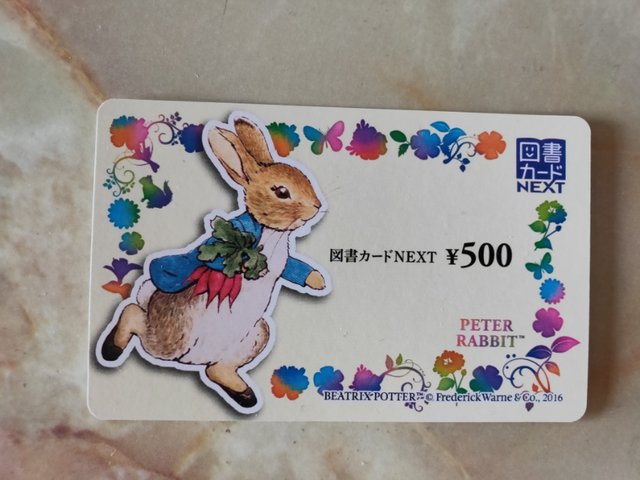 図書
カード
NEXT
図書カードNEXT ¥500
PETER
RABBIT™
BEATRIX POTTER™ © Frederick Warne & Co., 2016